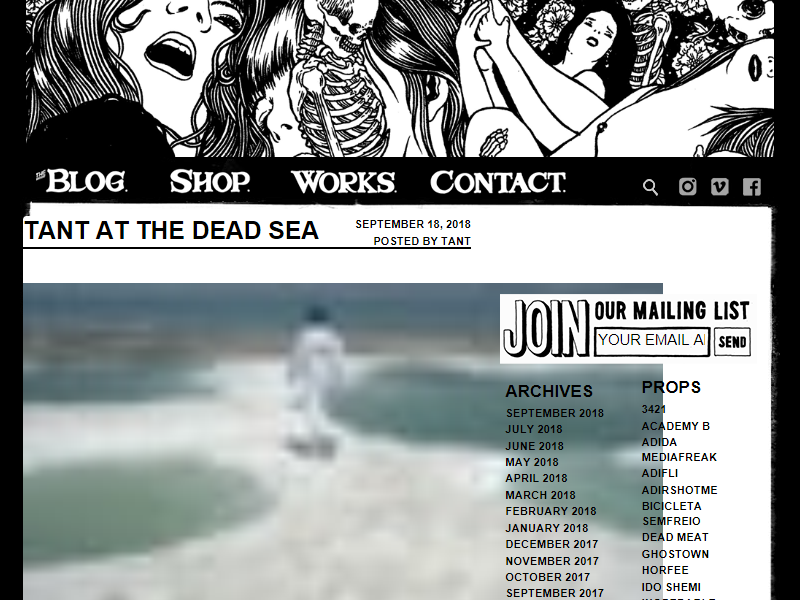 THE BLOG. SHOP. WORKS. CONTACT.
TANT AT THE DEAD SEA
SEPTEMBER 18, 2018
POSTED BY TANT
JOIN OUR MAILING LIST
YOUR EMAIL A
SEND
ARCHIVES
SEPTEMBER 2018
JULY 2018
JUNE 2018
MAY 2018
APRIL 2018
MARCH 2018
FEBRUARY 2018
JANUARY 2018
DECEMBER 2017
NOVEMBER 2017
OCTOBER 2017
SEPTEMBER 2017
PROPS
3421
ACADEMY B
ADIDA
MEDIAFREAK
ADIFLI
ADIRSHOTME
BICICLETA
SEMFREIO
DEAD MEAT
GHOSTOWN
HORFEE
IDO SHEMI